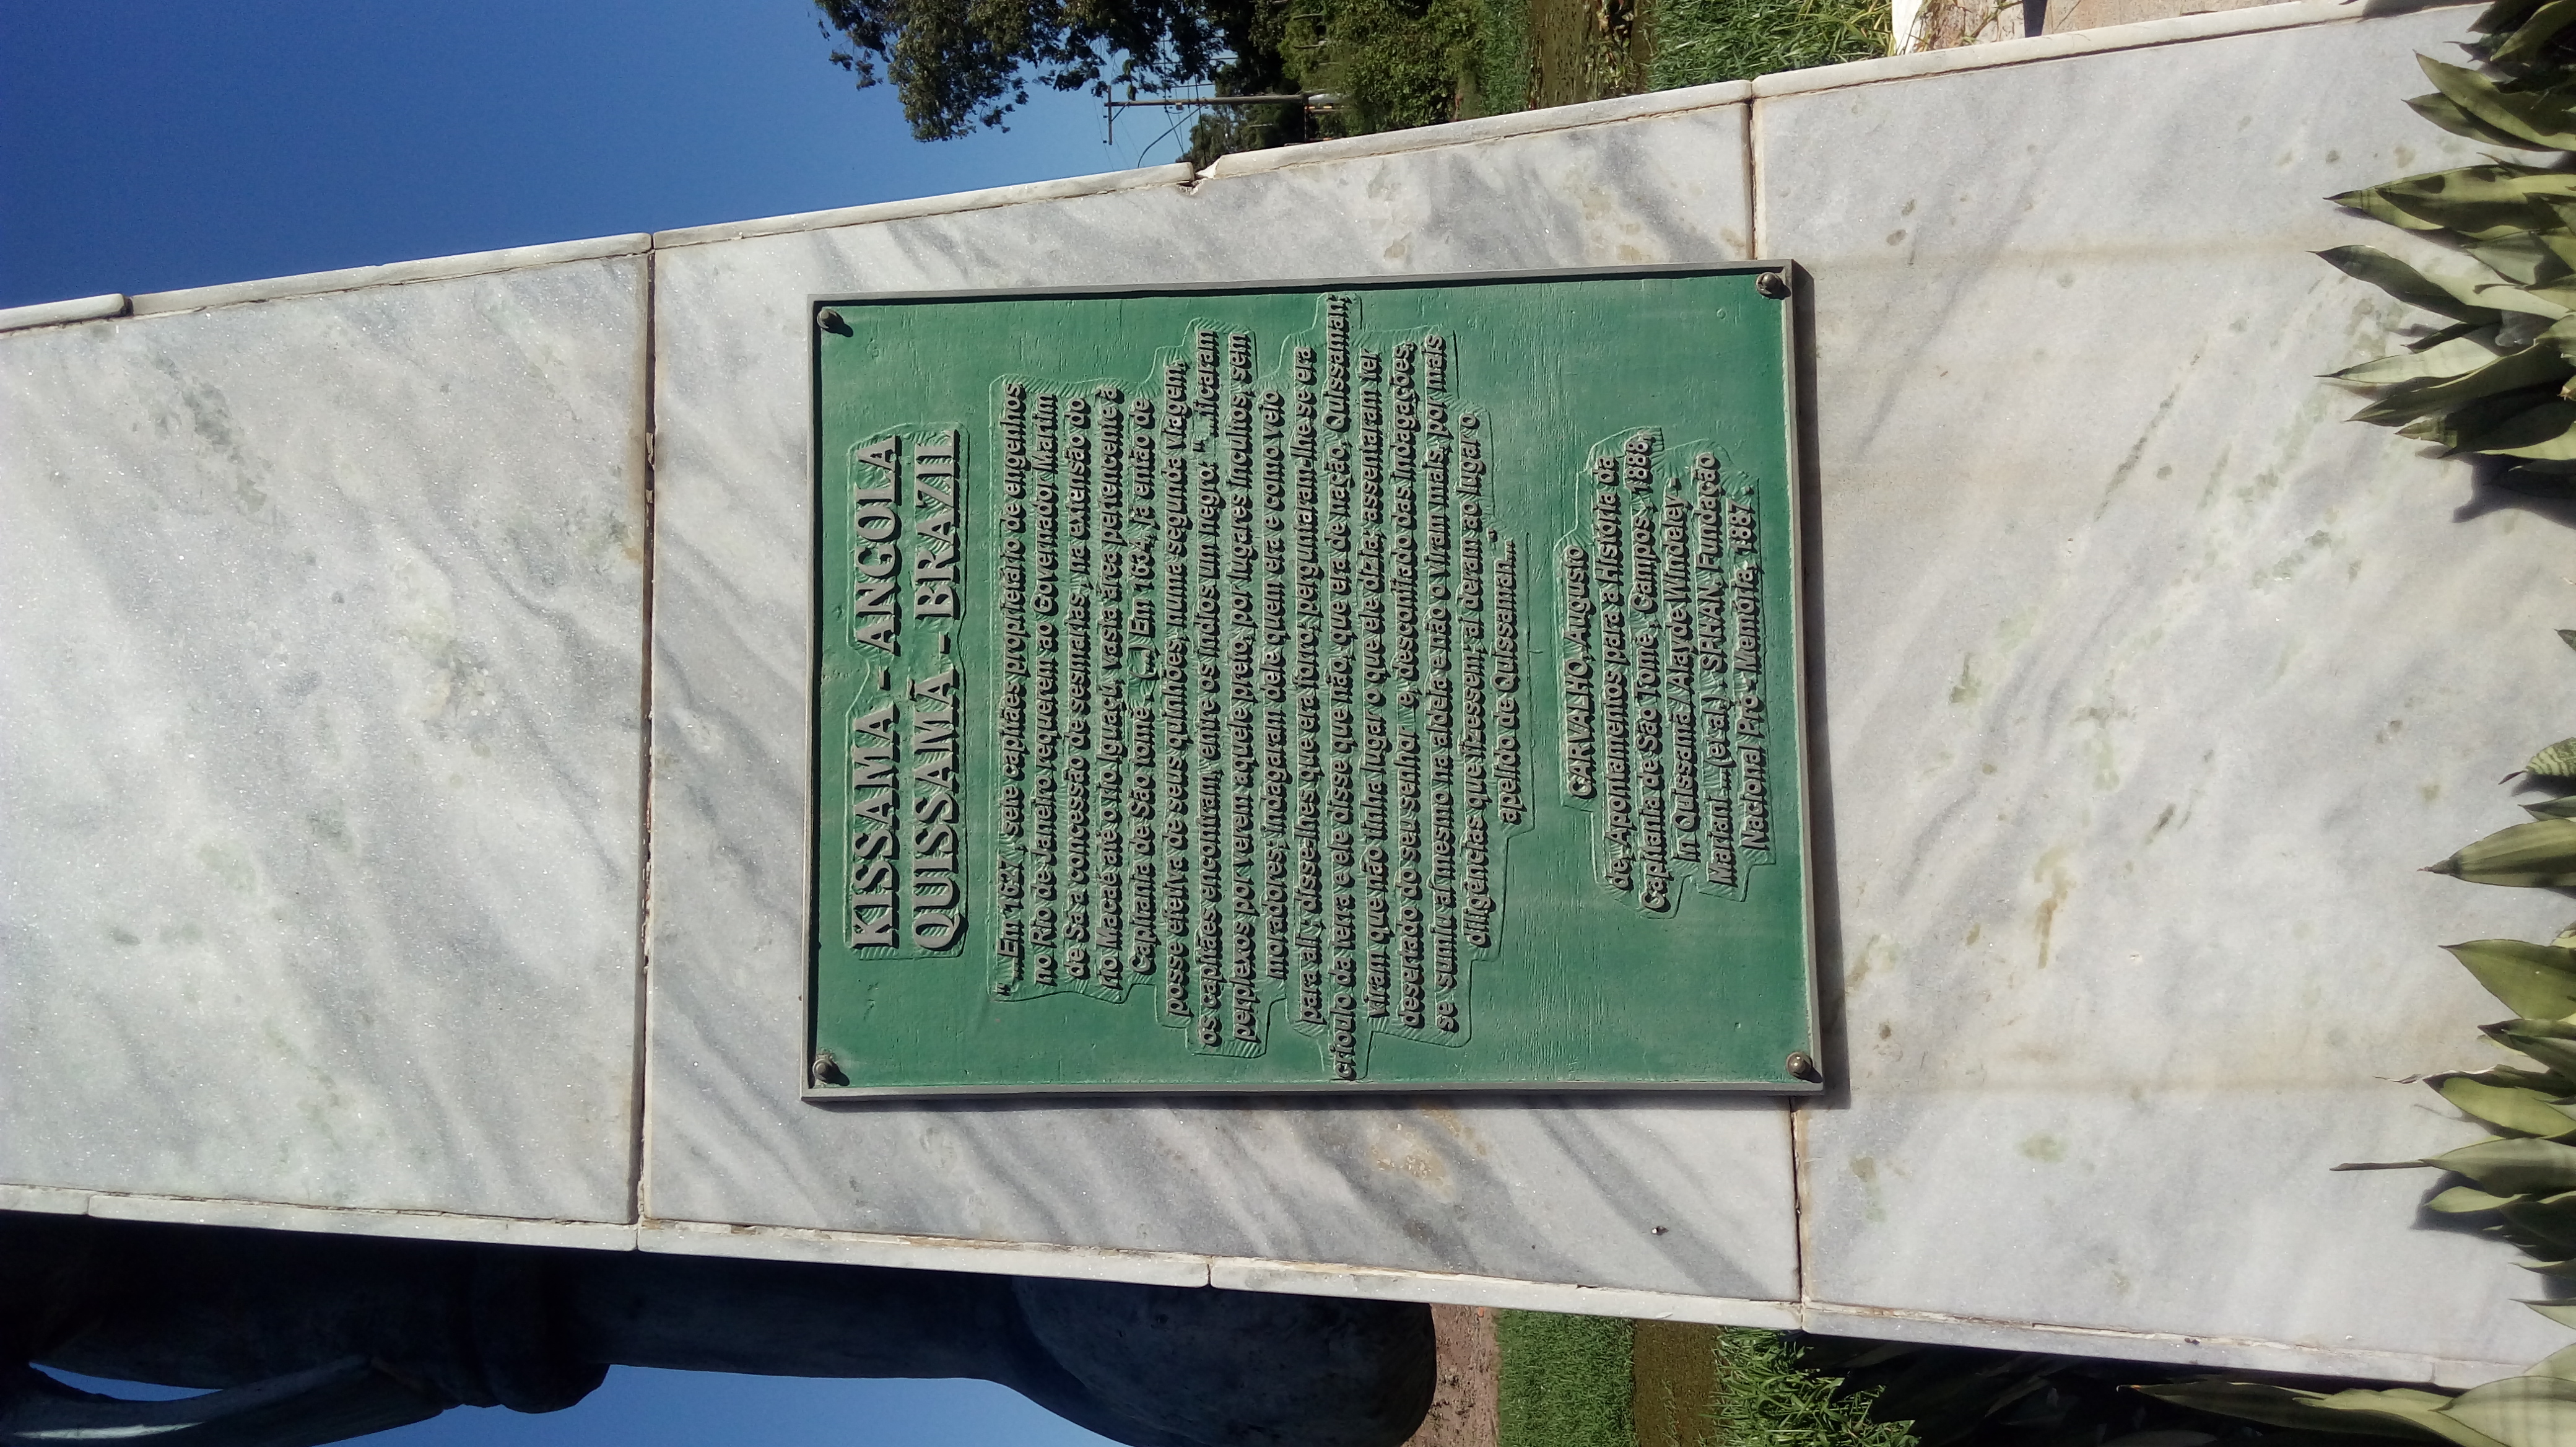 KISSAMA - ANGOLA
QUISSAMÃ - BRAZIL
"...Em 1627, sete capitães proprietário de engenhos
no Rio de Janeiro requerem ao Governador Martim
de Sá a concessão de sesmarias, na extensão do
rio Macaé até o rio Iguaçú, vasta área pertencente à
Capitania de São tomé. (...) Em 1634, já então de
posse efetiva de seus quinhões, numa segunda viagem,
os capitães encontram, entre os índios um negro: "...ficaram
perplexos por verem aquele preto, por lugares incultos, sem
moradores; indagaram dele quem era e como veio
para ali; disse-lhes que era forro; perguntaram-lhe se era
crioulo da terra e ele disse que não, que era de nação, Quissaman;
viram que não tinha lugar o que ele dizia; assentaram ter
desertado do seu senhor e, desconfiado das indagações,
se sumiu aí mesmo na aldeia e não o viram mais, por mais
diligências que fizessem; aí deram ao lugar o
apelido de Quissaman..."
CARVALHO, Augusto
de, Apontamentos para a História da
Capitania de São Tomé, Campos, 1888,
in Quissamã / Alayde Windeley -
Mariani ... (et al.). SPHAN, Fundação
Nacional Pró - Memória, 1887.